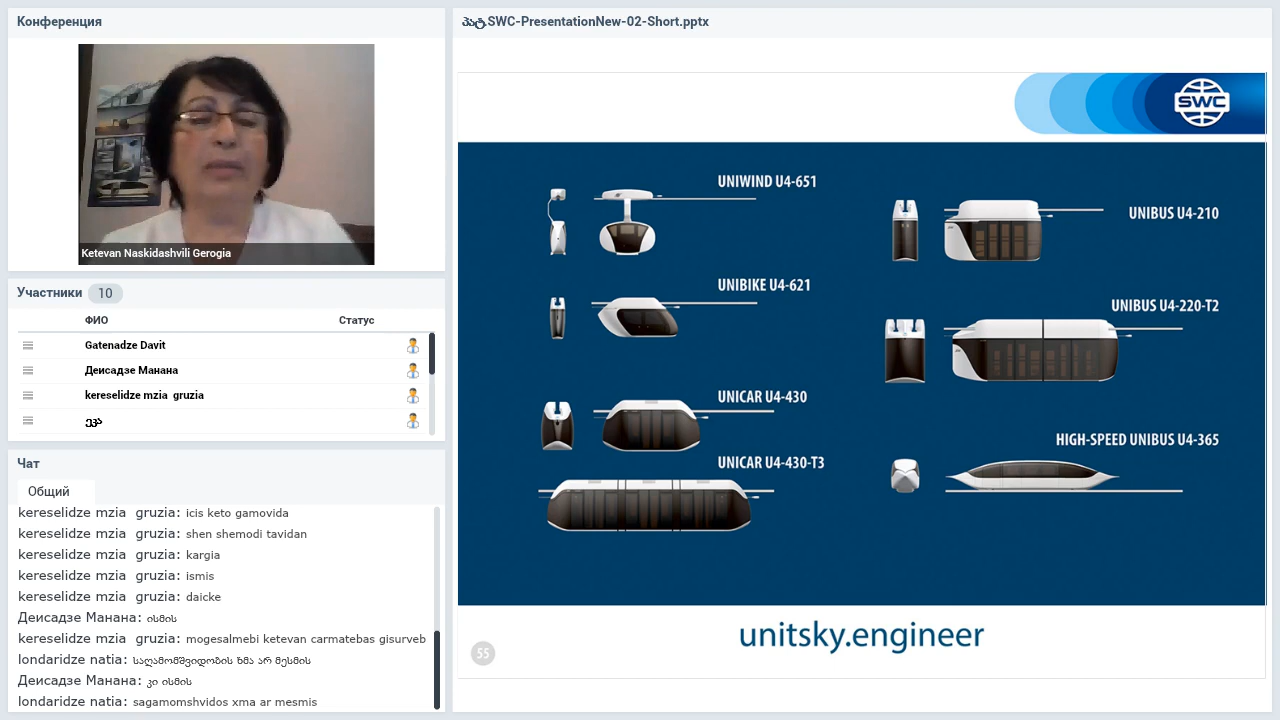 Конференция
Ketevan Naskidashvili Gerogia
Участники 10
ФИО Статус
Gatenadze Davit
Деисадзе Манана
kereselidze mzia gruzia
ევა
Чат
Общий
kereselidze mzia gruzia: icis keto gamovida
kereselidze mzia gruzia: shen shemodi tavidan
kereselidze mzia gruzia: kargia
kereselidze mzia gruzia: ismis
kereselidze mzia gruzia: daicke
Деисадзе Манана: ისმის
kereselidze mzia gruzia: mogesalmebi ketevan carmatebas gisurveb
londaridze natia: საღამომშვიდობის ხმა არ მესმის
Деисадзе Манана: კი ისმის
londaridze natia: sagamomshvidos xma ar mesmis
SWC-PresentationNew-02-Short.pptx
SWC
UNIWIND U4-651
UNIBIKE U4-621
UNICAR U4-430
UNICAR U4-430-T3
UNIBUS U4-210
UNIBUS U4-220-T2
HIGH-SPEED UNIBUS U4-365
55
unitsky.engineer